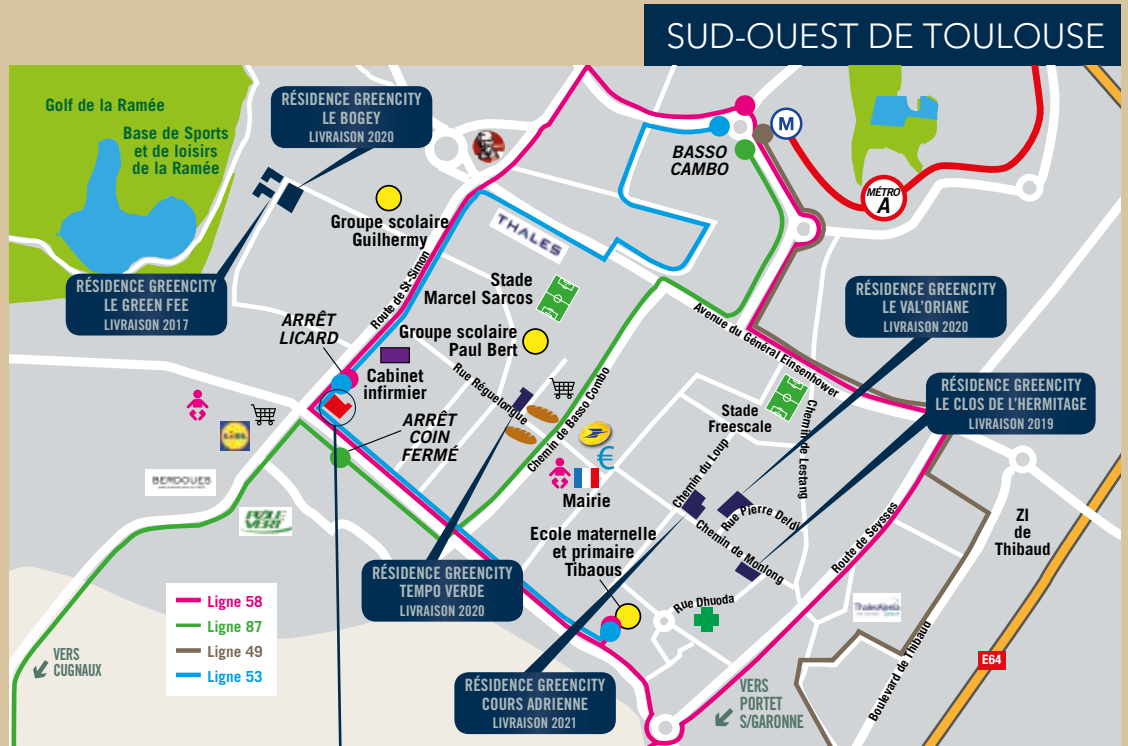 SUD-OUEST DE TOULOUSE
Golf de la Ramée
Base de Sports
et de loisirs
de la Ramée
RÉSIDENCE GREENCITY
LE BOGEY
LIVRAISON 2020
M
BASSO
CAMBO
MÉTRO
A
Groupe scolaire
Guilhermy
THALES
RÉSIDENCE GREENCITY
LE GREEN FEE
LIVRAISON 2017
Route de St-Simon
Stade
Marcel Sarcos
RÉSIDENCE GREENCITY
LE VAL'ORIANE
LIVRAISON 2020
ARRÊT
LICARD
Groupe scolaire
Paul Bert
Avenue du Général Einsenhower
Cabinet
infirmier
Rue Réguelongue
Chemin de Basso Combo
RÉSIDENCE GREENCITY
LE CLOS DE L'HERMITAGE
LIVRAISON 2019
Stade
Freescale
Chemin de Lestang
LIDL
ARRÊT
COIN
FERMÉ
€
Mairie
Chemin du Loup
Rue Pierre Deldi
BERDOUES
PÔLE
VERT
Ecole maternelle
et primaire
Tibaous
Chemin de Monlong
Route de Seysses
ZI
de
Thibaud
RÉSIDENCE GREENCITY
TEMPO VERDE
LIVRAISON 2020
Rue Dhuoda
ThalesAlenia
Space
Ligne 58
Ligne 87
Ligne 49
Ligne 53
VERS
CUGNAUX
RÉSIDENCE GREENCITY
COURS ADRIENNE
LIVRAISON 2021
VERS
PORTET
S/GARONNE
Boulevard de Thibaud
E64